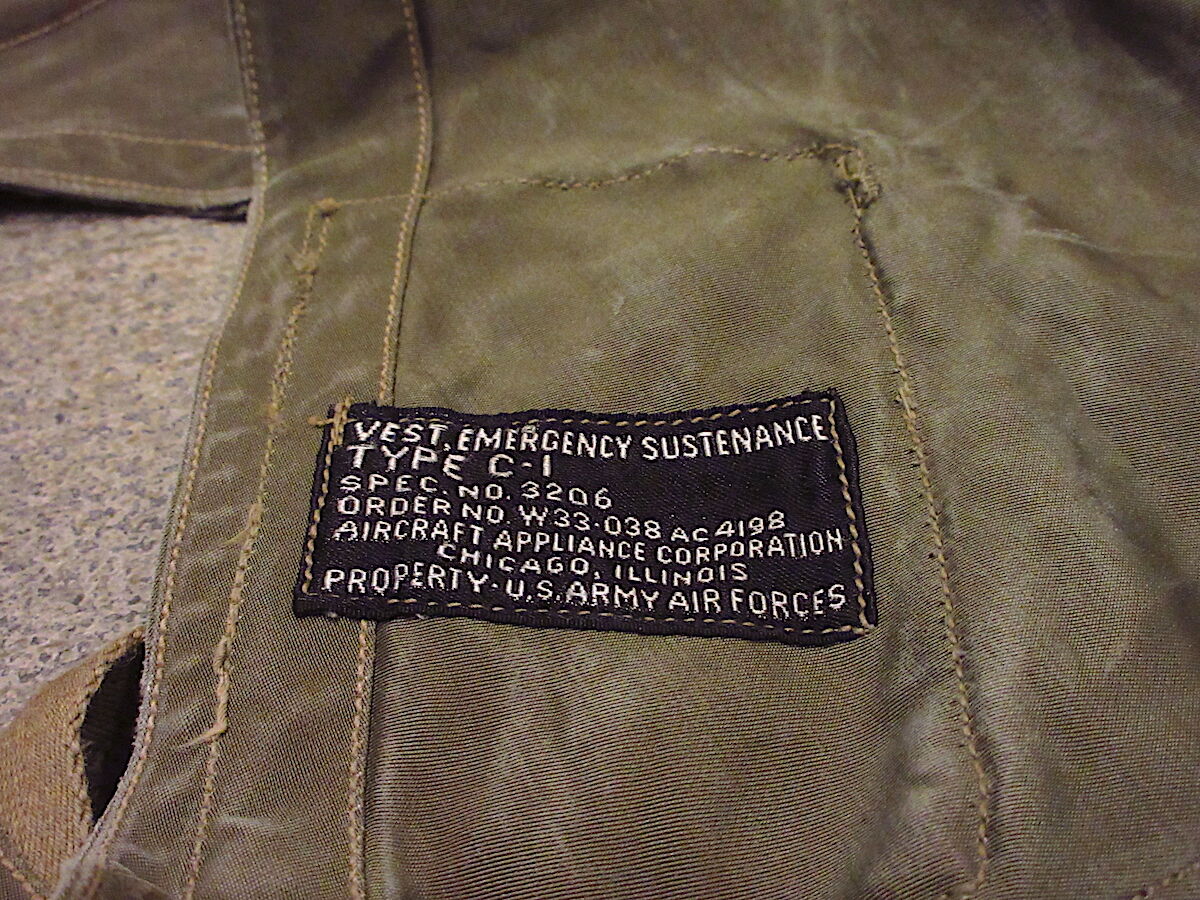 VEST, EMERGENCY SUSTENANCE
TYPE C-1
SPEC. NO. 3206
ORDER NO. W33-038 AC 4198
AIRCRAFT APPLIANCE CORPORATION
CHICAGO, ILLINOIS
PROPERTY-U.S. ARMY AIR FORCES